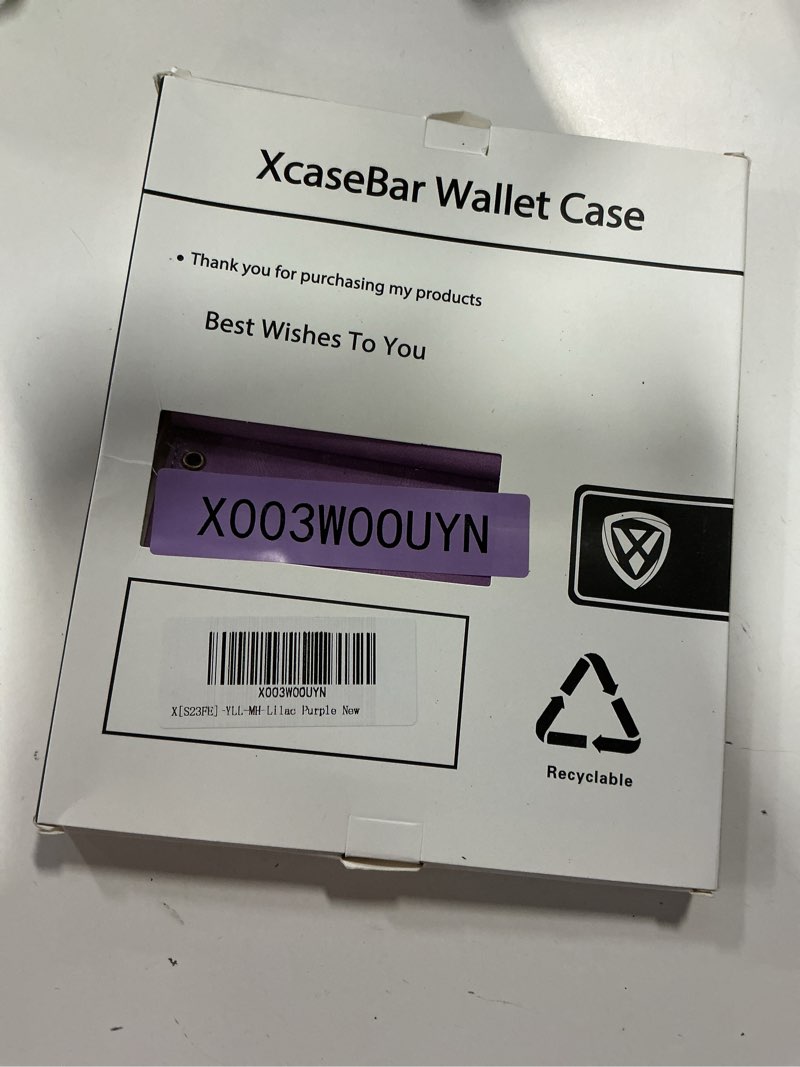 XcaseBar Wallet Case
• Thank you for purchasing my products
Best Wishes To You
X003W00UYN
X003W00UYN
X[S23FE]-YLL-MH-Lilac Purple New
Recyclable